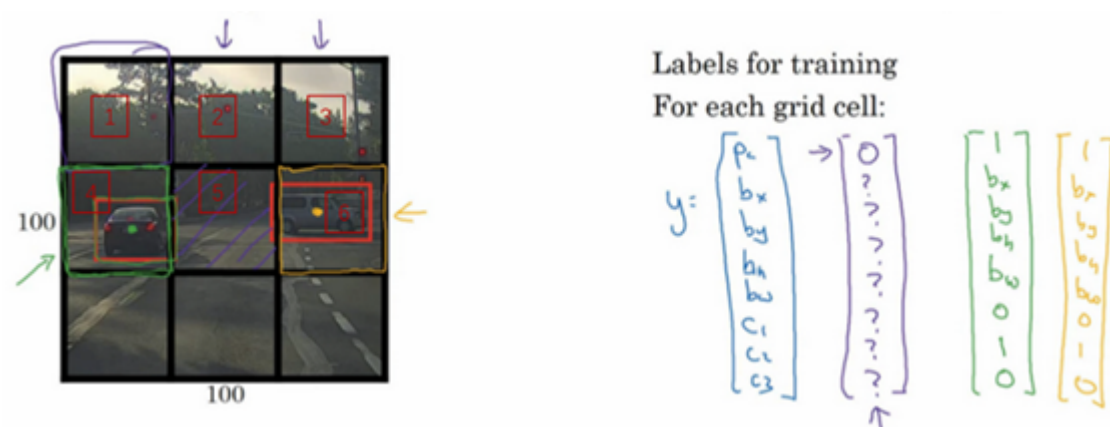 1 2 3
4 5 6
100
100
Labels for training
For each grid cell:
y=
Pc
bx
by
bh
bw
C1
C2
C3
0
?
?
?
?
?
?
?
1
bx
by
bh
bw
0
1
0
1
bx
by
bh
bw
0
1
0